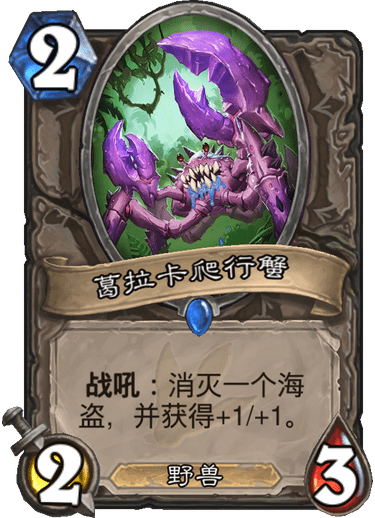 2
葛拉卡爬行蟹
战吼：消灭一个海
盗，并获得+1/+1。
野兽
2
3